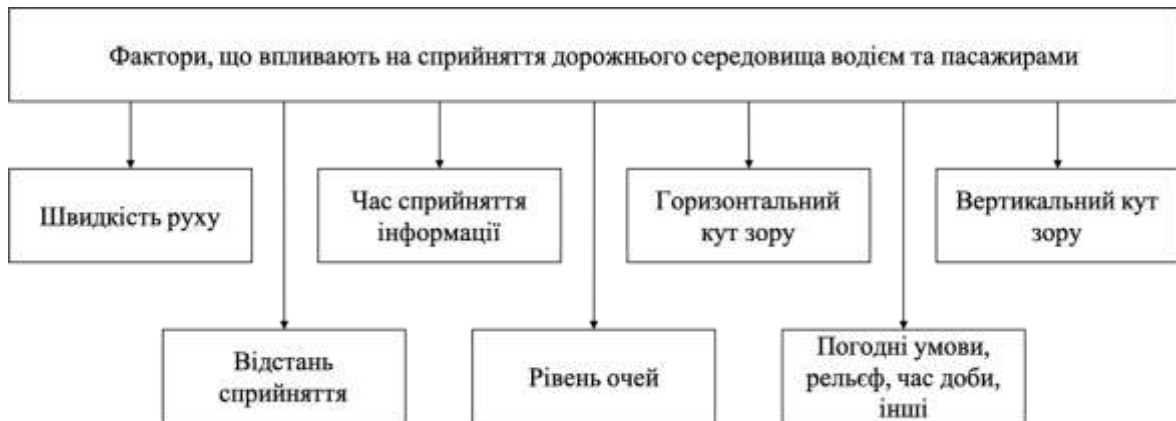 Фактори, що впливають на сприйняття дорожнього середовища водієм та пасажирами
Швидкість руху
Час сприйняття
інформації
Горизонтальний
кут зору
Вертикальний кут
зору
Відстань
сприйняття
Рівень очей
Погодні умови,
рельєф, час доби,
інші